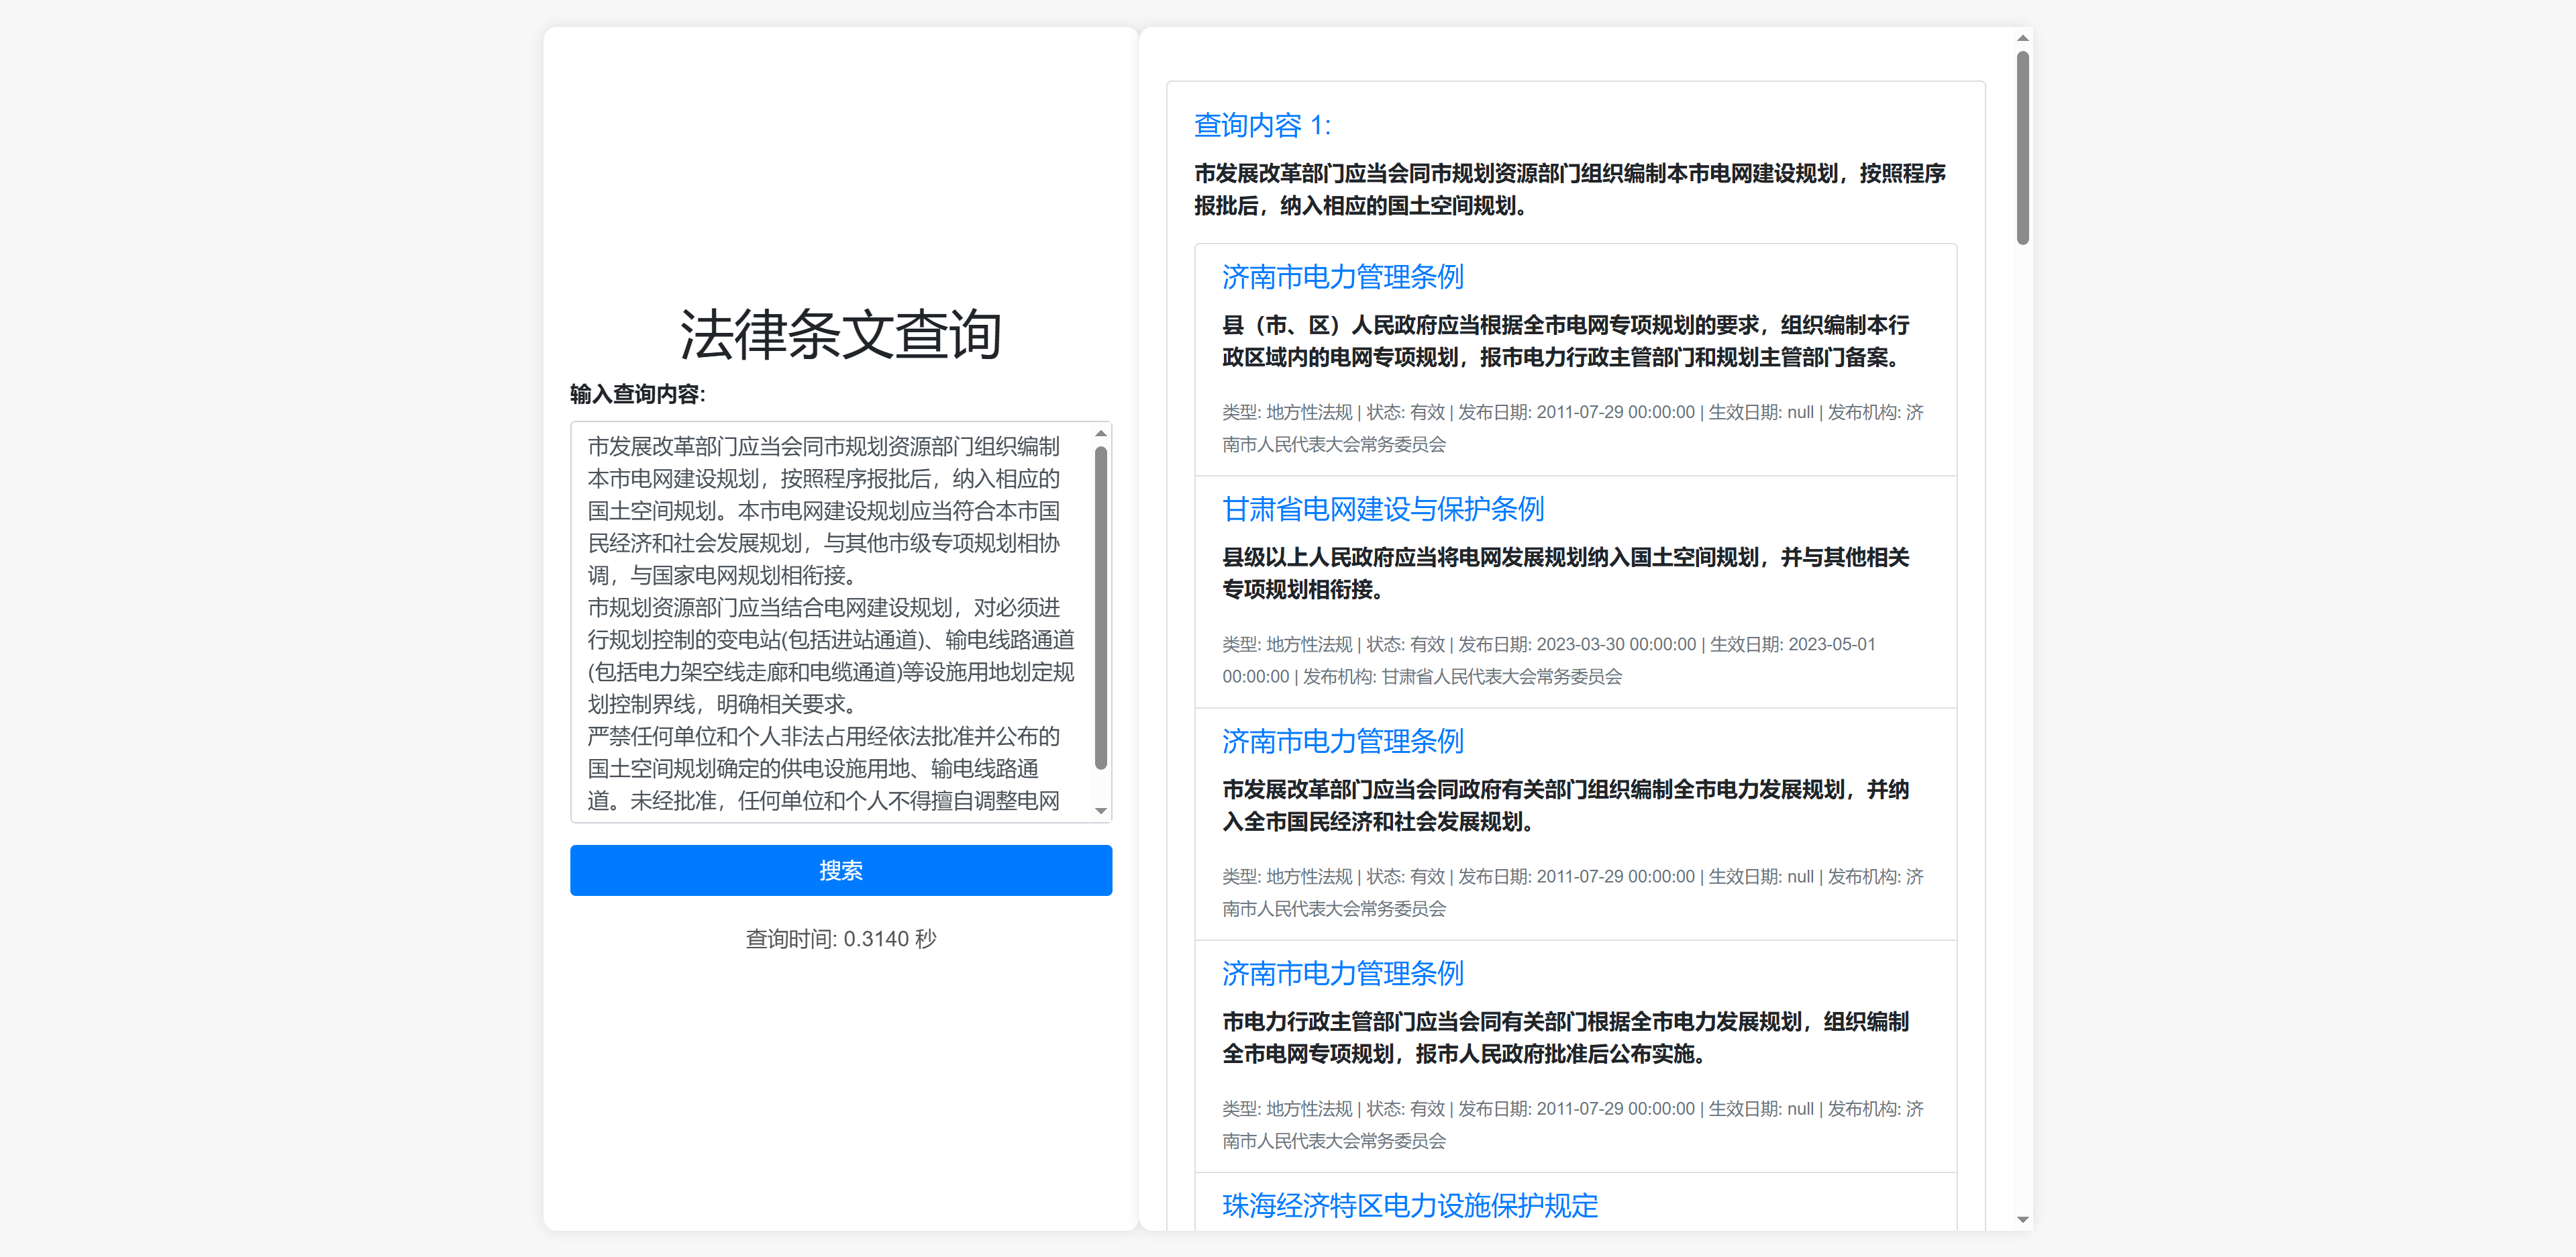 法律条文查询
输入查询内容:
市发展改革部门应当会同市规划资源部门组织编制
本市电网建设规划，按照程序报批后，纳入相应的
国土空间规划。本市电网建设规划应当符合本市国
民经济和社会发展规划，与其他市级专项规划相协
调，与国家电网规划相衔接。
市规划资源部门应当结合电网建设规划，对必须进
行规划控制的变电站(包括进站通道)、输电线路通道
(包括电力架空线走廊和电缆通道)等设施用地划定规
划控制界线，明确相关要求。
严禁任何单位和个人非法占用经依法批准并公布的
国土空间规划确定的供电设施用地、输电线路通
道。未经批准，任何单位和个人不得擅自调整电网
搜索
查询时间: 0.3140 秒
查询内容 1:
市发展改革部门应当会同市规划资源部门组织编制本市电网建设规划，按照程序
报批后，纳入相应的国土空间规划。
济南市电力管理条例
县（市、区）人民政府应当根据全市电网专项规划的要求，组织编制本行
政区域内的电网专项规划，报市电力行政主管部门和规划主管部门备案。
类型: 地方性法规 | 状态: 有效 | 发布日期: 2011-07-29 00:00:00 | 生效日期: null | 发布机构: 济
南市人民代表大会常务委员会
甘肃省电网建设与保护条例
县级以上人民政府应当将电网发展规划纳入国土空间规划，并与其他相关
专项规划相衔接。
类型: 地方性法规 | 状态: 有效 | 发布日期: 2023-03-30 00:00:00 | 生效日期: 2023-05-01
00:00:00 | 发布机构: 甘肃省人民代表大会常务委员会
济南市电力管理条例
市发展改革部门应当会同政府有关部门组织编制全市电力发展规划，并纳
入全市国民经济和社会发展规划。
类型: 地方性法规 | 状态: 有效 | 发布日期: 2011-07-29 00:00:00 | 生效日期: null | 发布机构: 济
南市人民代表大会常务委员会
济南市电力管理条例
市电力行政主管部门应当会同有关部门根据全市电力发展规划，组织编制
全市电网专项规划，报市人民政府批准后公布实施。
类型: 地方性法规 | 状态: 有效 | 发布日期: 2011-07-29 00:00:00 | 生效日期: null | 发布机构: 济
南市人民代表大会常务委员会
珠海经济特区电力设施保护规定